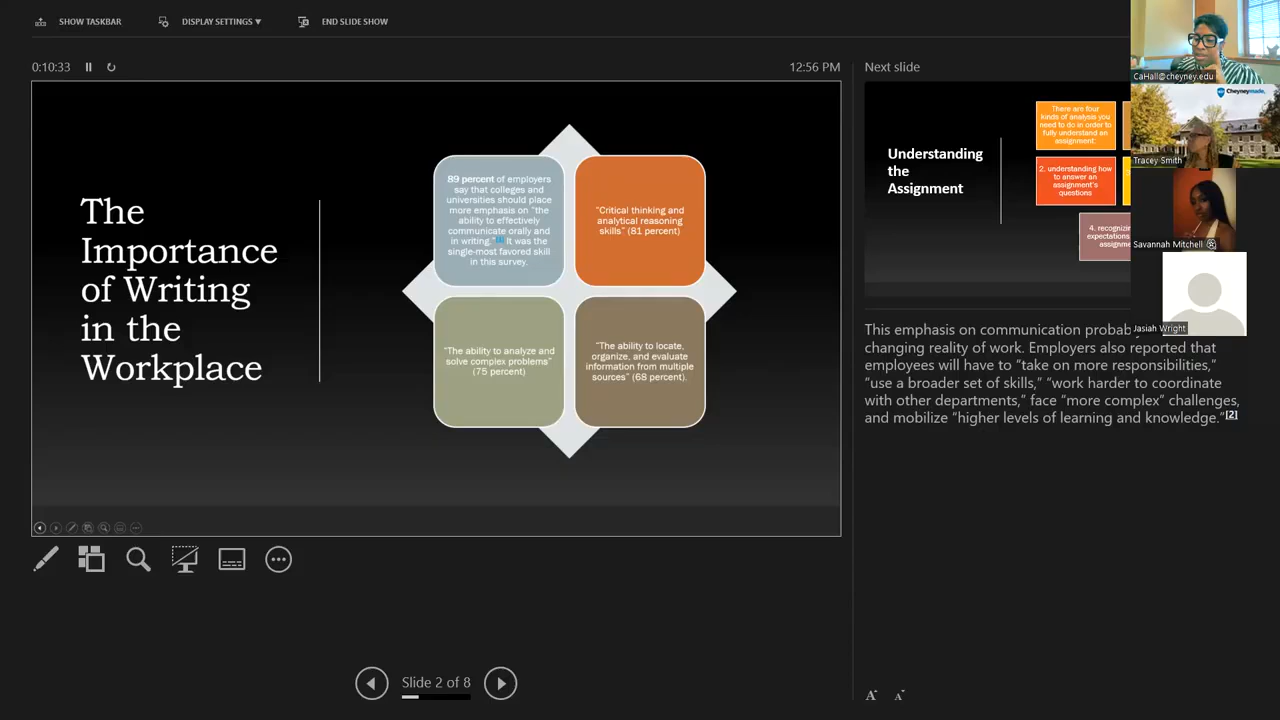 SHOW TASKBAR
DISPLAY SETTINGS ▼
END SLIDE SHOW
0:10:33
12:56 PM
The
Importance
of Writing
in the
Workplace
89 percent of employers
say that colleges and
universities should place
more emphasis on "the
ability to effectively
communicate orally and
in writing."[1] It was the
single-most favored skill
in this survey.
"Critical thinking and
analytical reasoning
skills" (81 percent)
"The ability to analyze and
solve complex problems"
(75 percent)
"The ability to locate,
organize, and evaluate
information from multiple
sources" (68 percent).
Slide 2 of 8
Next slide
Understanding
the
Assignment
There are four
kinds of analysis you
need to do in order to
fully understand an
assignment:
2. understanding how
to answer an
assignment's
questions
4.
This emphasis on communication
changing reality of work. Employers also reported that
employees will have to "take on more responsibilities,"
"use a broader set of skills," "work harder to coordinate
with other departments," face "more complex" challenges,
and mobilize "higher levels of learning and knowledge."[2]
A
A
CaHall@cheyney.edu
Cheyneymade.
Tracey Smith
Savannah Mitchell
Jasiah Wright